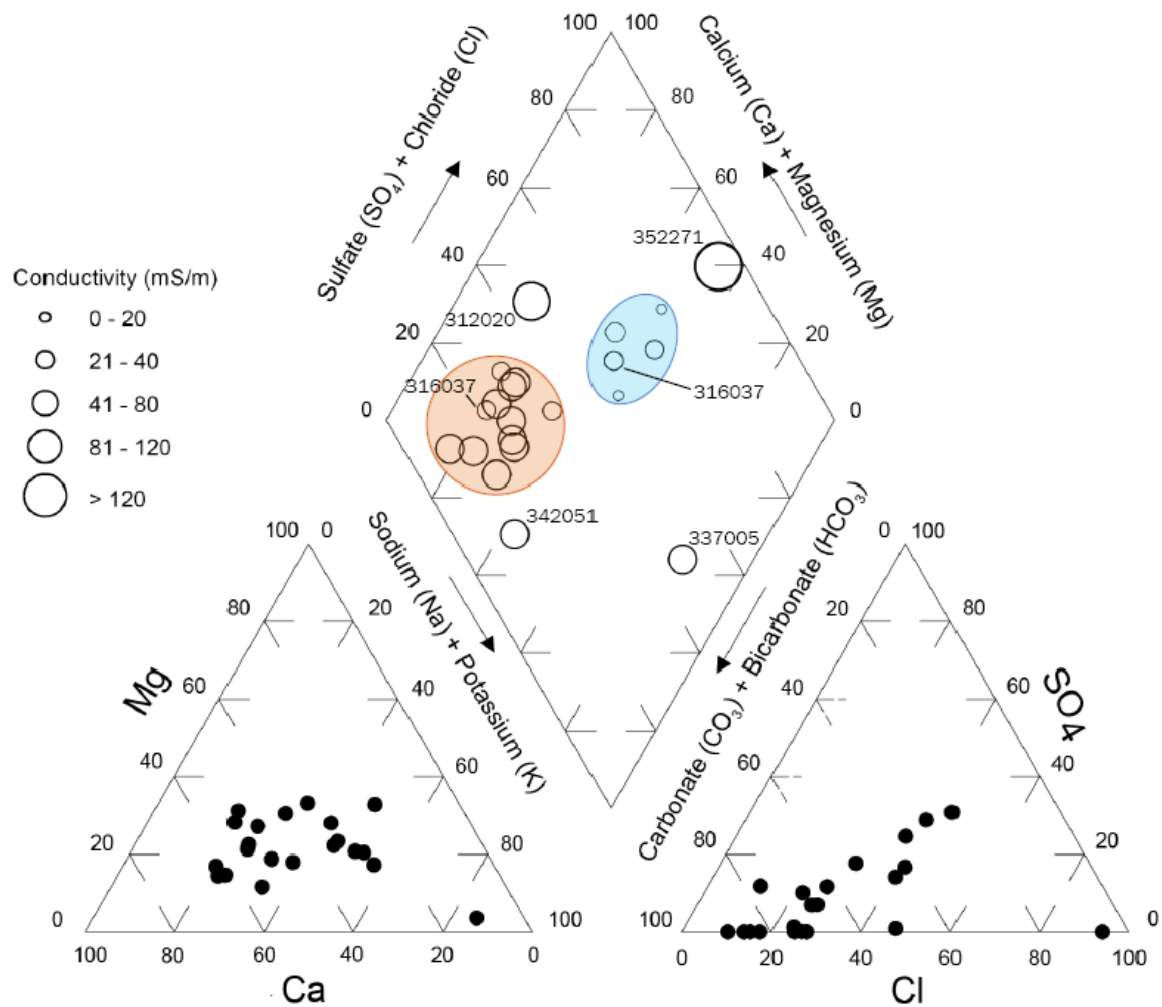 100 100
Sulfate (SO₄) + Chloride (Cl)
Calcium (Ca) + Magnesium (Mg)
80 80
60 60
40 40
20 20
0 0
352271
312020
316037
316037
342051
337005
Conductivity (mS/m)
0 - 20
21 - 40
41 - 80
81 - 120
> 120
Sodium (Na) + Potassium (K)
Carbonate (CO₃) + Bicarbonate (HCO₃)
100 0
80 20
Mg
60 40
40 60
20 80
0 100
100 80 60 40 20 0
Ca
0 100
20 80
SO4
40 60
60 40
80 20
100 0
0 20 40 60 80 100
Cl